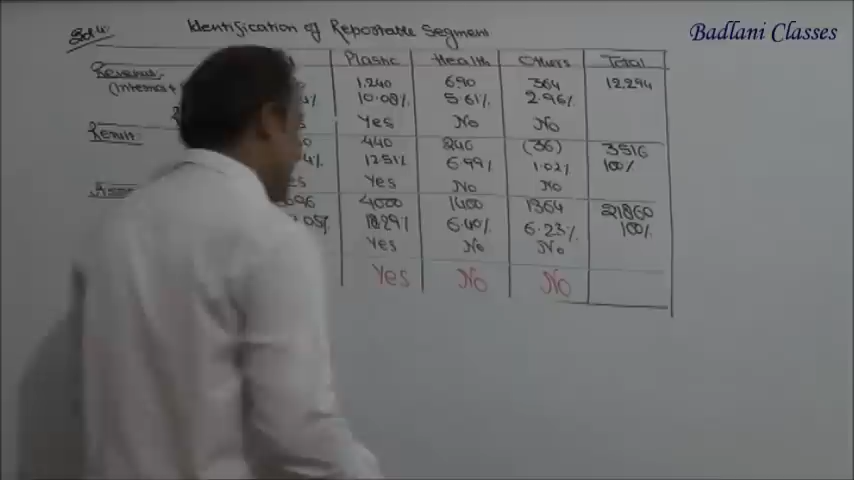 Solⁿ
Identification of Reportable Segment
Badlani Classes
Plastic Health Others Total
Revenue
1,240 690 364 12,294
(Internal +
10.08% 5.61% 2.96%
Yes No No
Result
440 246 (36) 3516
12.51% 6.99% 1.02% 100%
Yes No No
4000 1400 1364 21860
.05% 18.29% 6.40% 6.23% 100%
Yes No No
Yes No No